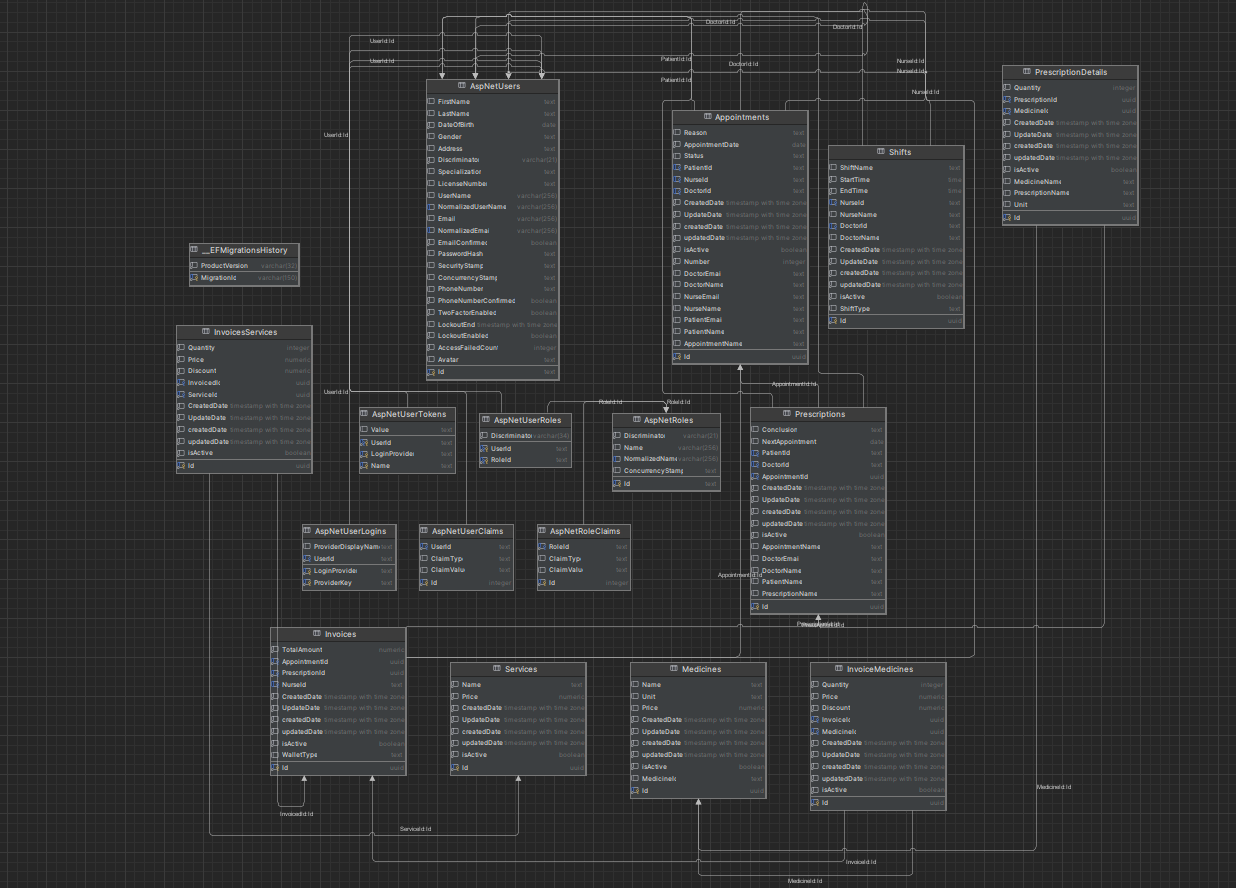 DoctorId:Id
DoctorId:Id
UserId:Id
UserId:Id
PatientId:Id
DoctorId:Id
NurseId:Id
NurseId:Id
PatientId:Id
NurseId:Id
UserId:Id
AspNetUsers
FirstName text
LastName text
DateOfBirth date
Gender text
Address text
Discriminator varchar(21)
Specialization text
LicenseNumber text
UserName varchar(256)
NormalizedUserName varchar(256)
Email varchar(256)
NormalizedEmail varchar(256)
EmailConfirmed boolean
PasswordHash text
SecurityStamp text
ConcurrencyStamp text
PhoneNumber text
PhoneNumberConfirmed boolean
TwoFactorEnabled boolean
LockoutEnd timestamp with time zone
LockoutEnabled boolean
AccessFailedCount integer
Avatar text
Id text
Appointments
Reason text
AppointmentDate date
Status text
PatientId text
NurseId text
DoctorId text
CreatedDate timestamp with time zone
UpdateDate timestamp with time zone
createdDate timestamp with time zone
updatedDate timestamp with time zone
isActive boolean
Number integer
DoctorEmail text
DoctorName text
NurseEmail text
NurseName text
PatientEmail text
PatientName text
AppointmentName text
Id uuid
Shifts
ShiftName text
StartTime time
EndTime time
NurseId text
NurseName text
DoctorId text
DoctorName text
CreatedDate timestamp with time zone
UpdateDate timestamp with time zone
createdDate timestamp with time zone
updatedDate timestamp with time zone
isActive boolean
ShiftType text
Id uuid
PrescriptionDetails
Quantity integer
PrescriptionId uuid
MedicineId uuid
CreatedDate timestamp with time zone
UpdateDate timestamp with time zone
createdDate timestamp with time zone
updatedDate timestamp with time zone
isActive boolean
MedicineName text
PrescriptionName text
Unit text
Id uuid
__EFMigrationsHistory
ProductVersion varchar(32)
MigrationId varchar(150)
InvoicesServices
Quantity integer
Price numeric
Discount numeric
InvoicedId uuid
ServiceId uuid
CreatedDate timestamp with time zone
UpdateDate timestamp with time zone
createdDate timestamp with time zone
updatedDate timestamp with time zone
isActive boolean
Id uuid
UserId:Id
RoleId:Id
RoleId:Id
AppointmentId:Id
AspNetUserTokens
Value text
UserId text
LoginProvider text
Name text
AspNetUserRoles
Discriminator varchar(34)
UserId text
RoleId text
AspNetRoles
Discriminator varchar(21)
Name varchar(256)
NormalizedName varchar(256)
ConcurrencyStamp text
Id text
Prescriptions
Conclusion text
NextAppointment date
PatientId text
DoctorId text
AppointmentId uuid
CreatedDate timestamp with time zone
UpdateDate timestamp with time zone
createdDate timestamp with time zone
updatedDate timestamp with time zone
isActive boolean
AppointmentName text
DoctorEmail text
DoctorName text
PatientName text
PrescriptionName text
Id uuid
AspNetUserLogins
ProviderDisplayName text
UserId text
LoginProvider text
ProviderKey text
AspNetUserClaims
UserId text
ClaimType text
ClaimValue text
Id integer
AspNetRoleClaims
RoleId text
ClaimType text
ClaimValue text
Id integer
AppointmentId:Id
Invoices
TotalAmount numeric
AppointmentId uuid
PrescriptionId uuid
NurseId text
CreatedDate timestamp with time zone
UpdateDate timestamp with time zone
createdDate timestamp with time zone
updatedDate timestamp with time zone
isActive boolean
WalletType text
Id uuid
Services
Name text
Price numeric
CreatedDate timestamp with time zone
UpdateDate timestamp with time zone
createdDate timestamp with time zone
updatedDate timestamp with time zone
isActive boolean
Id uuid
Medicines
Name text
Unit text
Price numeric
CreatedDate timestamp with time zone
UpdateDate timestamp with time zone
createdDate timestamp with time zone
updatedDate timestamp with time zone
isActive boolean
MedicineId text
Id uuid
InvoiceMedicines
Quantity integer
Price numeric
Discount numeric
InvoiceId uuid
MedicineId uuid
CreatedDate timestamp with time zone
UpdateDate timestamp with time zone
createdDate timestamp with time zone
updatedDate timestamp with time zone
isActive boolean
Id uuid
MedicineId:Id
InvoicedId:Id
ServiceId:Id
InvoiceId:Id
MedicineId:Id